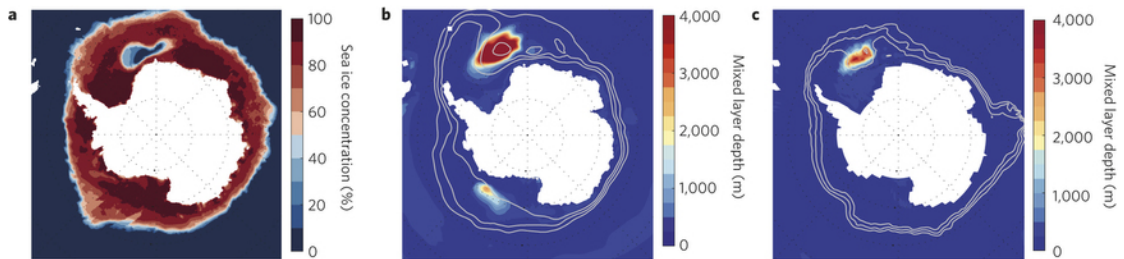 a
100
80
60
40
20
0
Sea ice concentration (%)
b
4,000
3,000
2,000
1,000
0
Mixed layer depth (m)
c
4,000
3,000
2,000
1,000
0
Mixed layer depth (m)